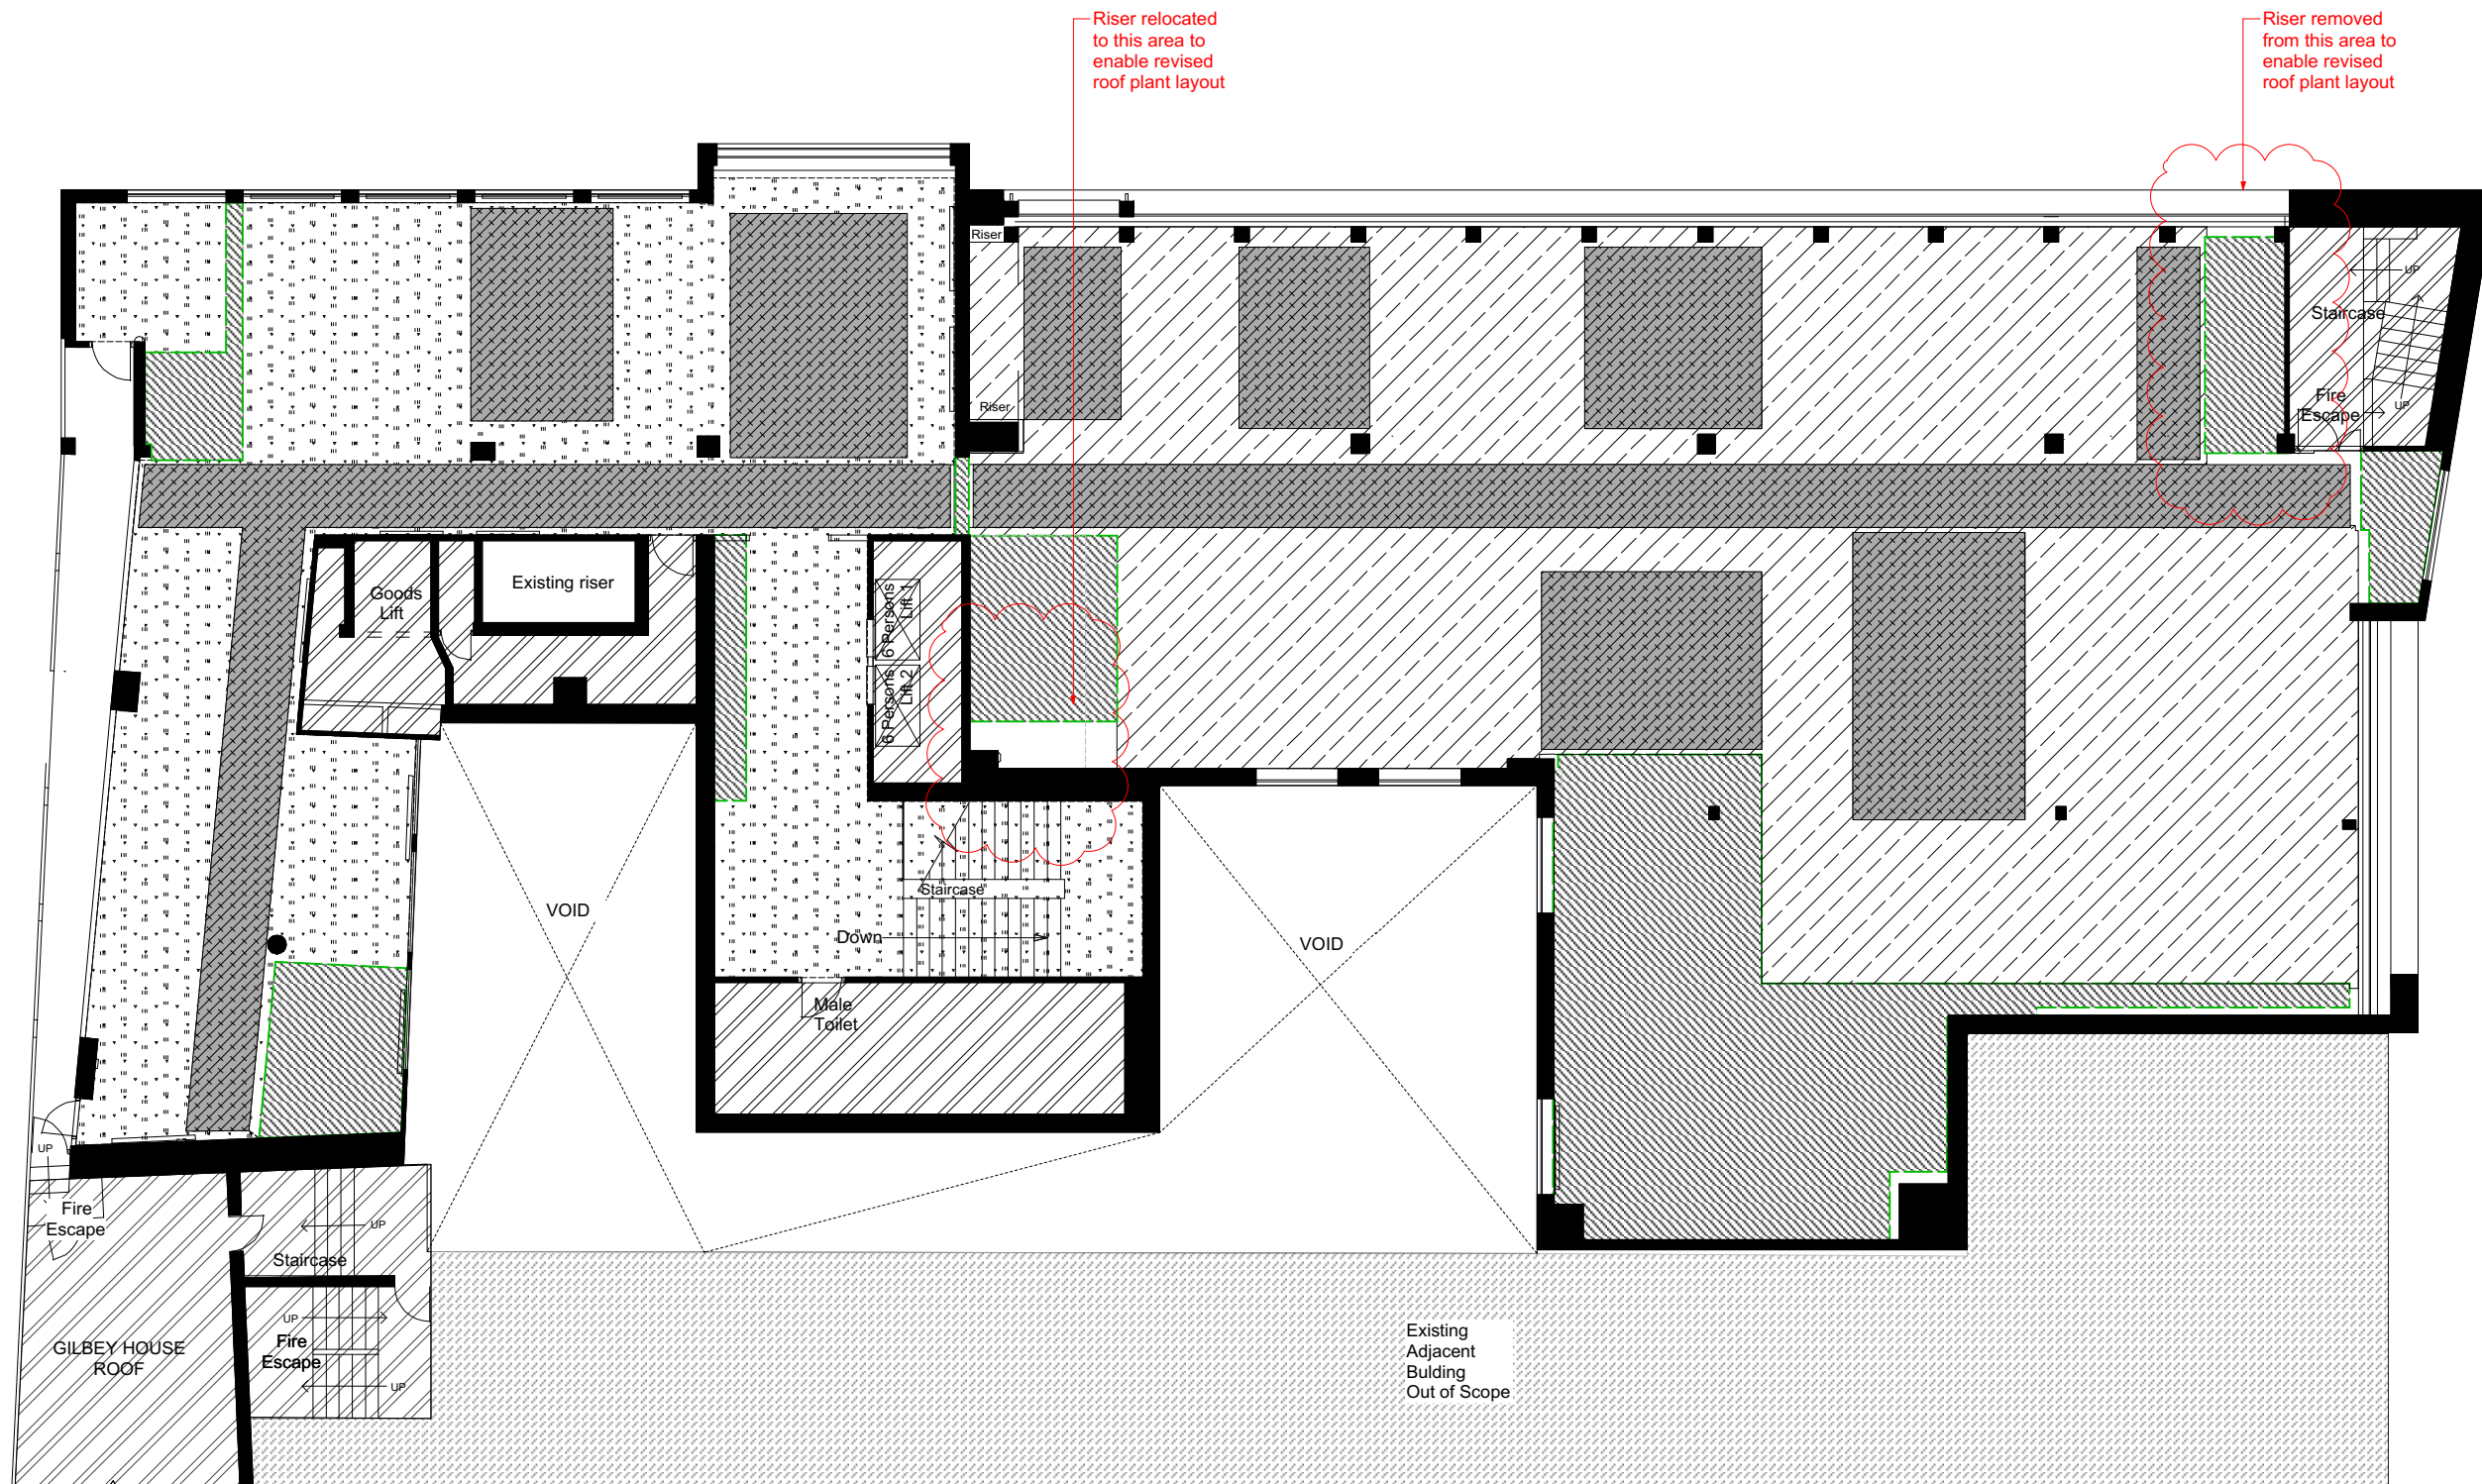 Riser relocated
to this area to
enable revised
roof plant layout
Riser removed
from this area to
enable revised
roof plant layout
Riser
UP
Staircase
Riser
Fire
Escape
UP
Existing riser
Goods
Lift
6 Persons
Lift 1
6 Persons
Lift 2
Staircase
VOID
Down
VOID
Male
Toilet
UP
Fire
Escape
UP
Staircase
UP
Fire
Escape
UP
GILBEY HOUSE
ROOF
Existing
Adjacent
Bulding
Out of Scope